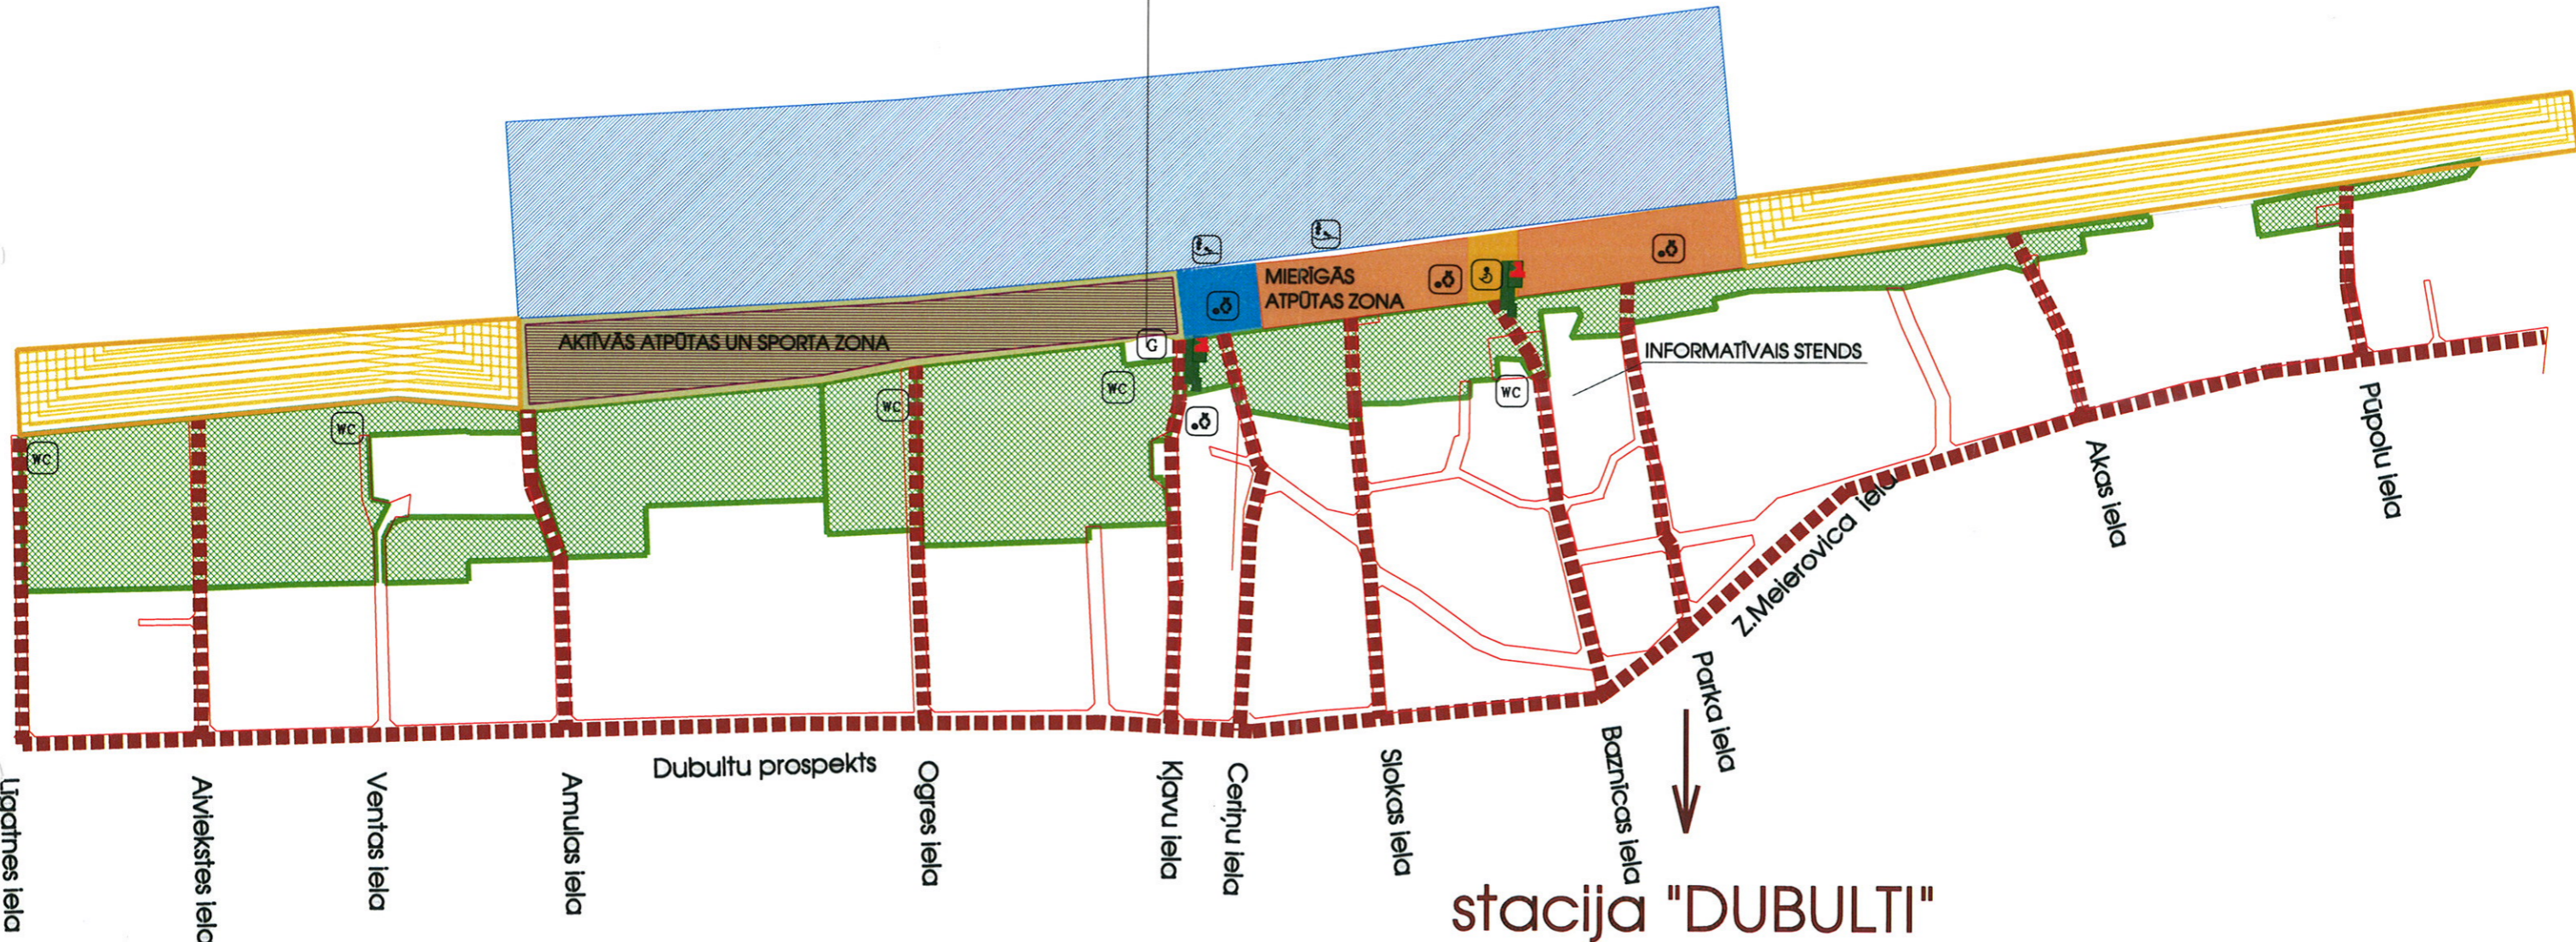 MIERĪGĀS
ATPŪTAS ZONA
AKTĪVĀS ATPŪTAS UN SPORTA ZONA
G
INFORMATĪVAIS STENDS
WC
WC
WC
WC
WC
Līgatnes iela
Aiviekstes iela
Ventas iela
Amulas iela
Dubultu prospekts
Ogres iela
Kļavu iela
Ceriņu iela
Slokas iela
Baznīcas iela
Parka iela
Z.Meierovica iela
Akas iela
Pūpolu iela
stacija "DUBULTI"